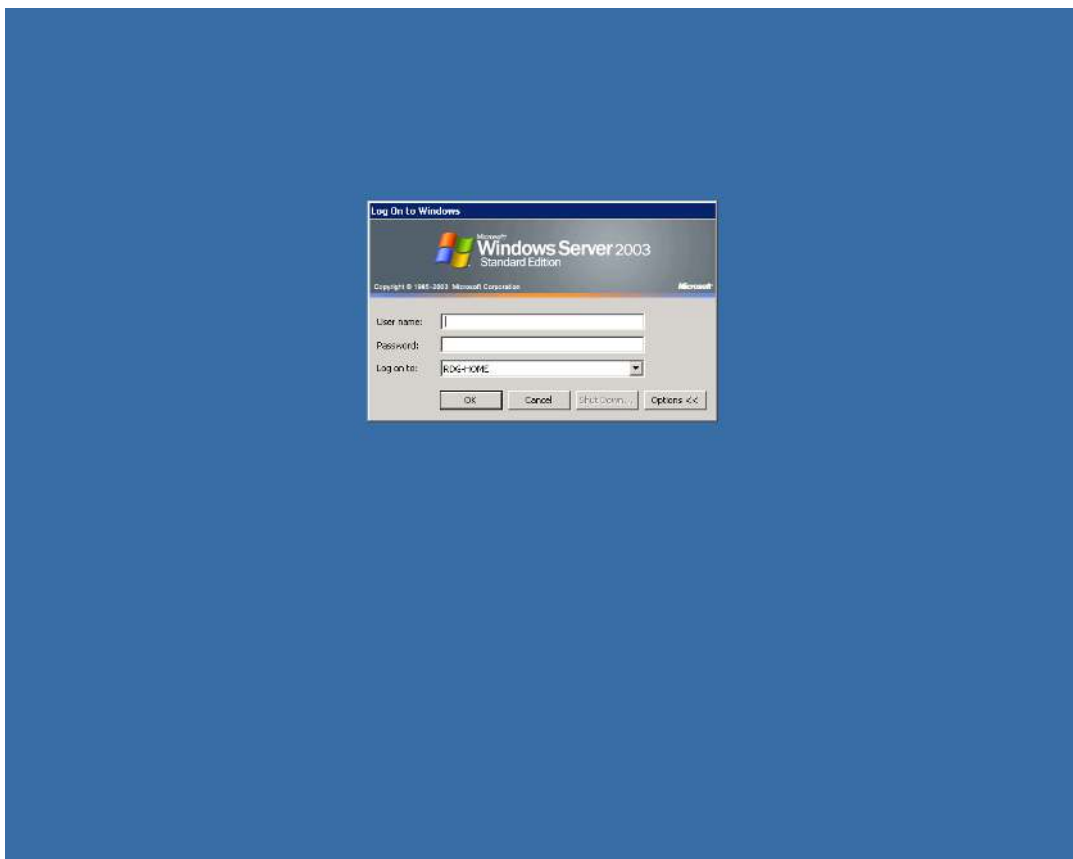 Log On to Windows
Microsoft
Windows Server 2003
Standard Edition
Copyright © 1985-2003 Microsoft Corporation
Microsoft
User name:
Password:
Log on to:
RDG-HOME
OK
Cancel
Shut Down...
Options <<